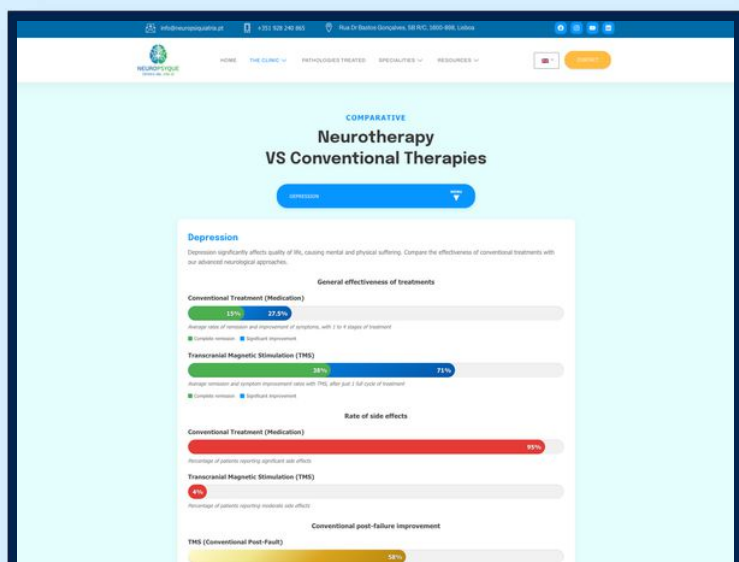 info@neuropsiquiatria.pt
+351 928 240 865
Rua Dr Bastos Gonçalves, 5B R/C, 1600-898, Lisboa
NEUROPSYQUE
HOME
THE CLINIC
PATHOLOGIES TREATED
SPECIALITIES
RESOURCES
CONTACT
COMPARATIVE
Neurotherapy
VS Conventional Therapies
DEPRESSION
Depression
Depression significantly affects quality of life, causing mental and physical suffering. Compare the effectiveness of conventional treatments with
our advanced neurological approaches.
General effectiveness of treatments
Conventional Treatment (Medication)
15% 27.5%
Average rates of remission and improvement of symptoms, with 1 to 4 stages of treatment
Complete remission Significant improvement
Transcranial Magnetic Stimulation (TMS)
38% 71%
Average remission and symptom improvement rates with TMS, after just 1 full cycle of treatment
Complete remission Significant improvement
Rate of side effects
Conventional Treatment (Medication)
95%
Percentage of patients reporting significant side effects
Transcranial Magnetic Stimulation (TMS)
4%
Percentage of patients reporting moderate side effects
Conventional post-failure improvement
TMS (Conventional Post-Fault)
58%